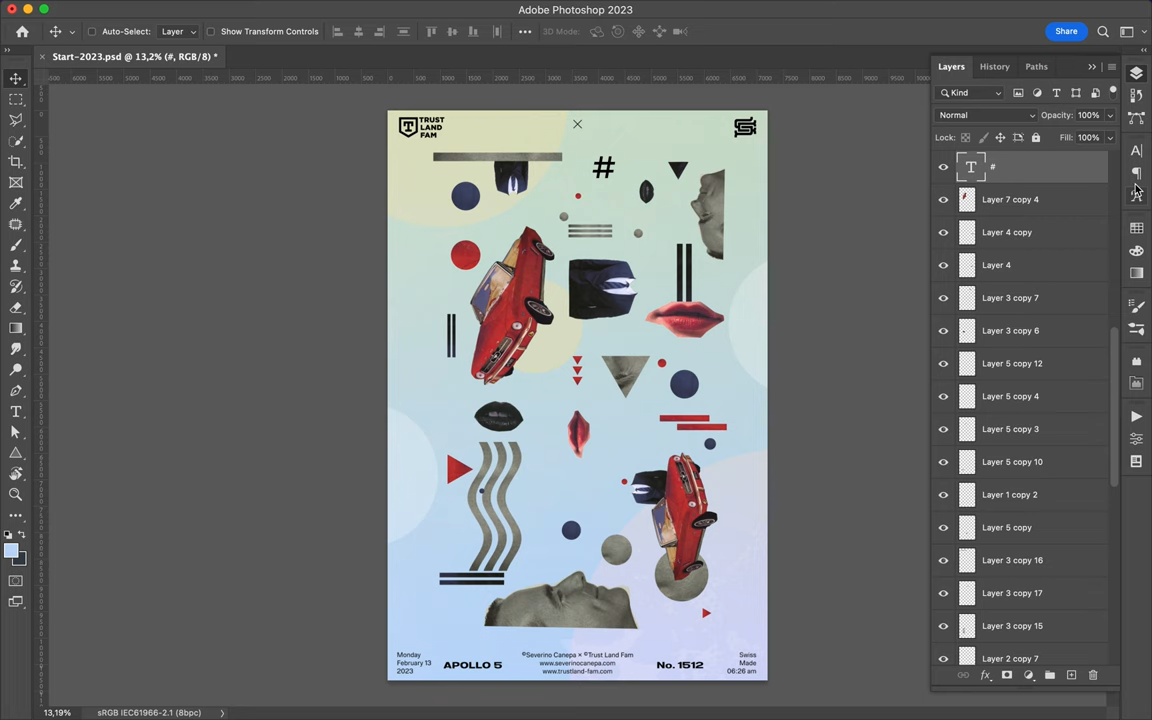 Adobe Photoshop 2023
Auto-Select: Layer Show Transform Controls ••• 3D Mode: Share
Start-2023.psd @ 13,2% (#, RGB/8) *
Layers History Paths
Kind
Normal Opacity: 100%
Lock: Fill: 100%
T #
Layer 7 copy 4
Layer 4 copy
Layer 4
Layer 3 copy 7
Layer 3 copy 6
Layer 5 copy 12
Layer 5 copy 4
Layer 5 copy 3
Layer 5 copy 10
Layer 1 copy 2
Layer 5 copy
Layer 3 copy 16
Layer 3 copy 17
Layer 3 copy 15
Layer 2 copy 7
TRUST
LAND
FAM
#
Monday
February 13
2023
APOLLO 5
©Severino Canepa × ©Trust Land Fam
www.severinocanepa.com
www.trustland-fam.com
No. 1512
Swiss
Made
06:26 am
13,19% sRGB IEC61966-2.1 (8bpc)